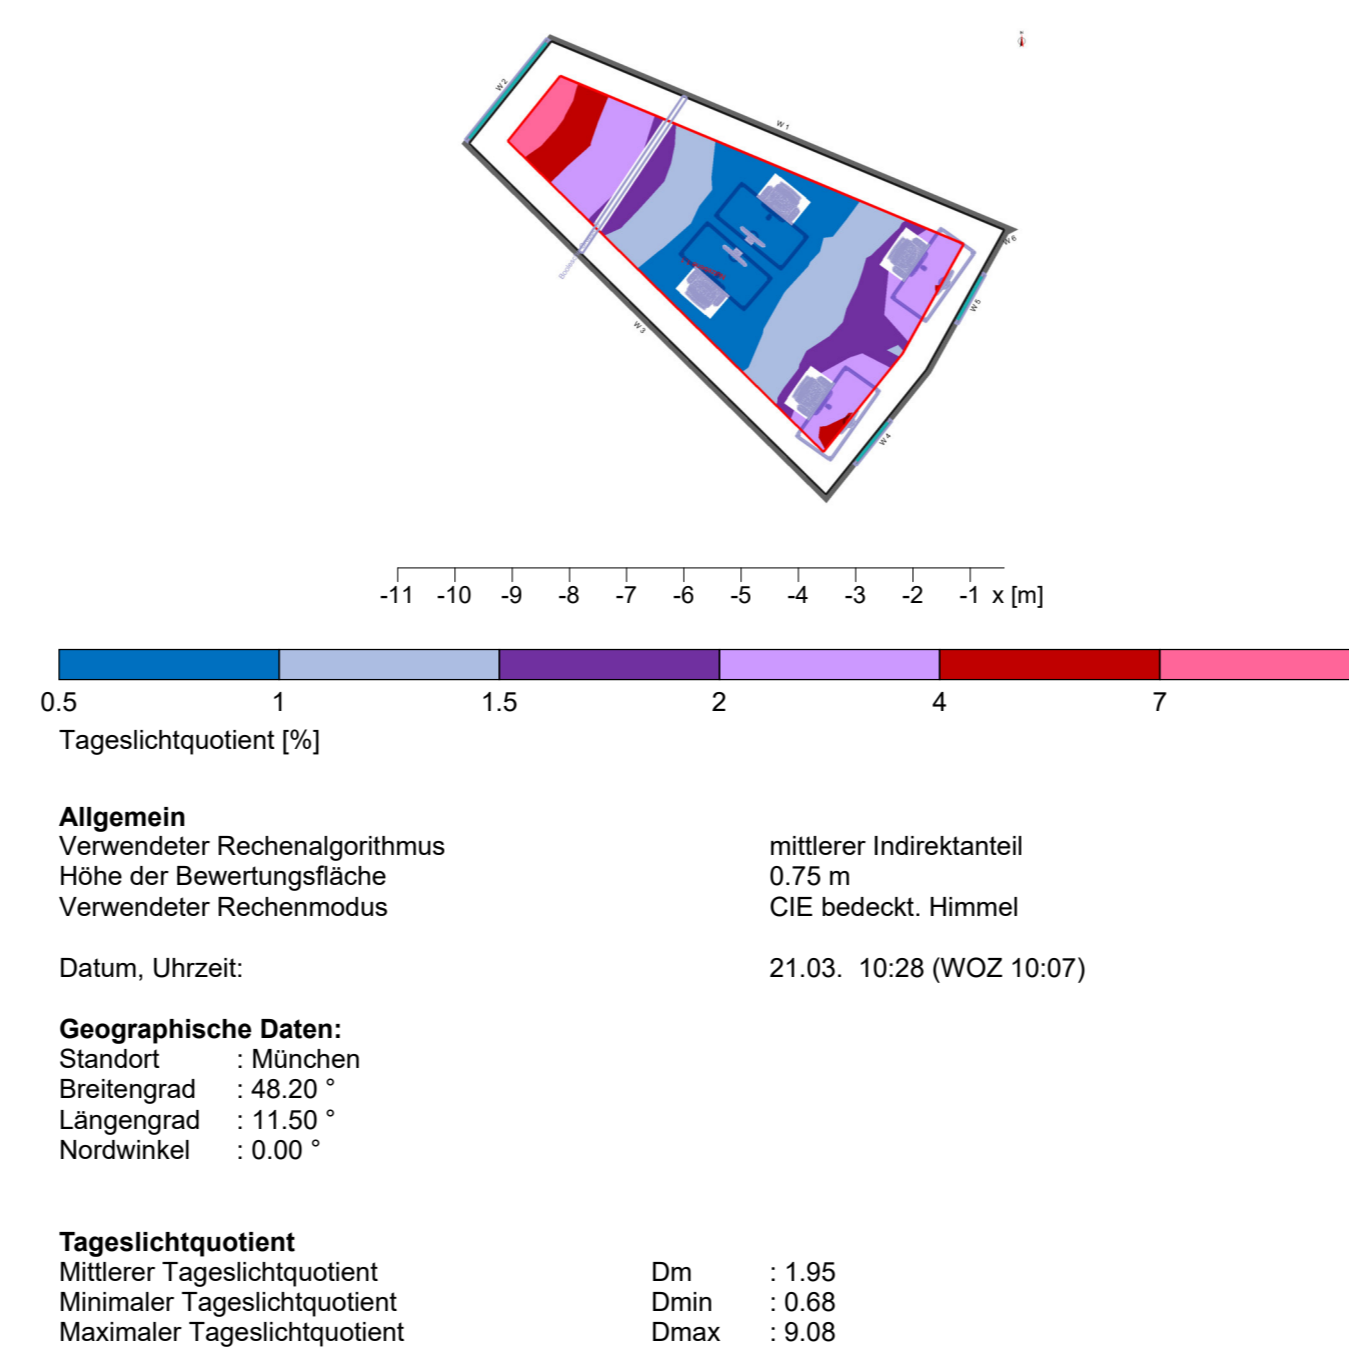 W 2
W 1
W 6
W 5
W 3
W 4
-11 -10 -9 -8 -7 -6 -5 -4 -3 -2 -1 x [m]
0.5 1 1.5 2 4 7
Tageslichtquotient [%]
Allgemein
Verwendeter Rechenalgorithmus mittlerer Indirektanteil
Höhe der Bewertungsfläche 0.75 m
Verwendeter Rechenmodus CIE bedeckt. Himmel
Datum, Uhrzeit: 21.03. 10:28 (WOZ 10:07)
Geographische Daten:
Standort : München
Breitengrad : 48.20 °
Längengrad : 11.50 °
Nordwinkel : 0.00 °
Tageslichtquotient
Mittlerer Tageslichtquotient Dm : 1.95
Minimaler Tageslichtquotient Dmin : 0.68
Maximaler Tageslichtquotient Dmax : 9.08